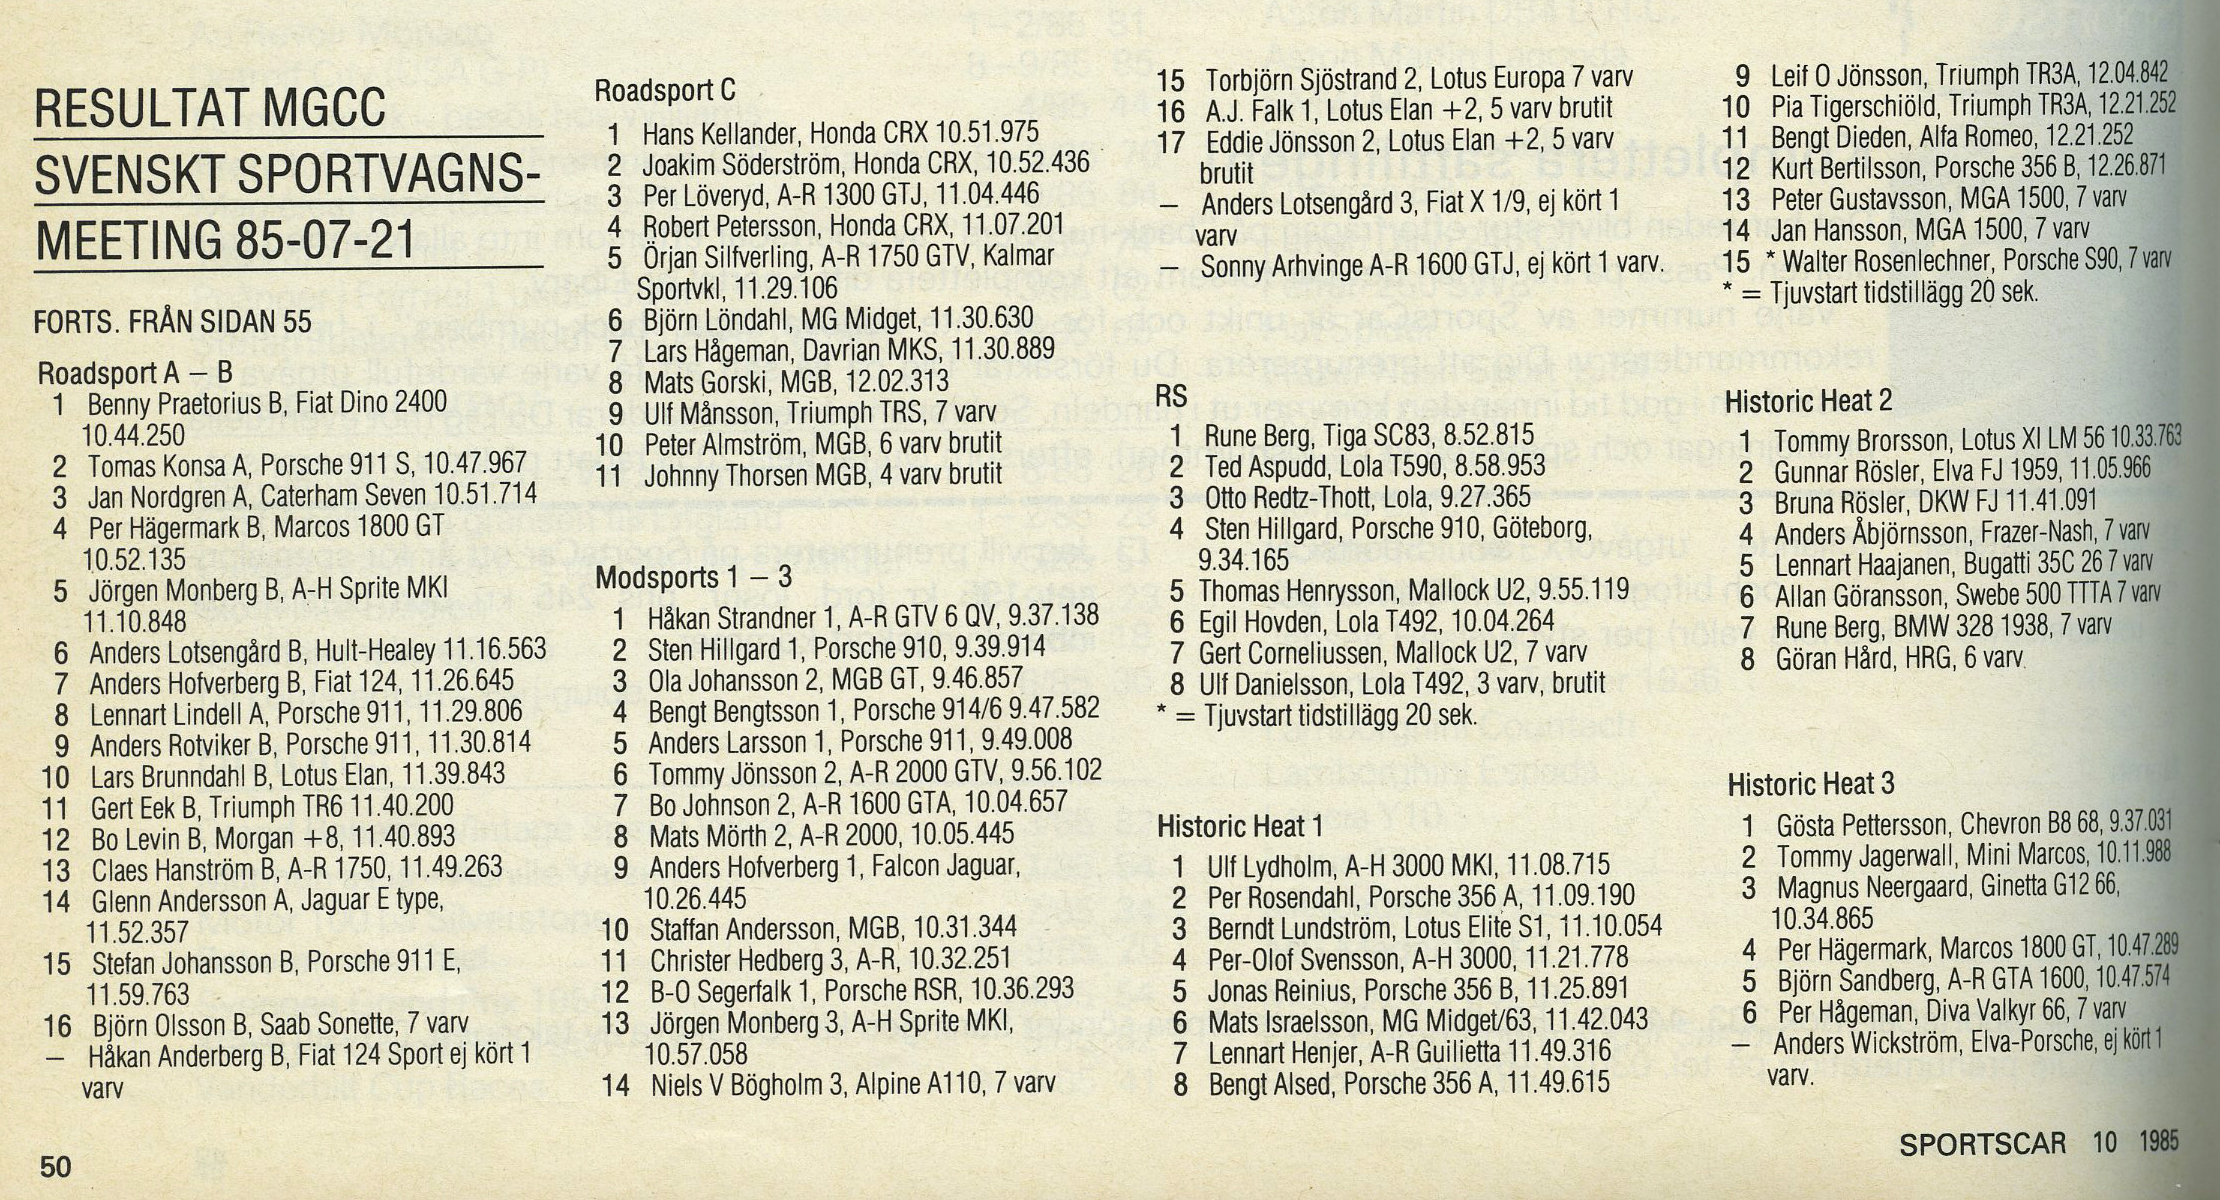 RESULTAT MGCC
SVENSKT SPORTVAGNS-
MEETING 85-07-21
FORTS. FRÅN SIDAN 55
Roadsport A – B
1 Benny Praetorius B, Fiat Dino 2400
10.44.250
2 Tomas Konsa A, Porsche 911 S, 10.47.967
3 Jan Nordgren A, Caterham Seven 10.51.714
4 Per Hägermark B, Marcos 1800 GT
10.52.135
5 Jörgen Monberg B, A-H Sprite MKI
11.10.848
6 Anders Lotsengård B, Hult-Healey 11.16.563
7 Anders Hofverberg B, Fiat 124, 11.26.645
8 Lennart Lindell A, Porsche 911, 11.29.806
9 Anders Rotviker B, Porsche 911, 11.30.814
10 Lars Brunndahl B, Lotus Elan, 11.39.843
11 Gert Eek B, Triumph TR6 11.40.200
12 Bo Levin B, Morgan +8, 11.40.893
13 Claes Hanström B, A-R 1750, 11.49.263
14 Glenn Andersson A, Jaguar E type,
11.52.357
15 Stefan Johansson B, Porsche 911 E,
11.59.763
16 Björn Olsson B, Saab Sonette, 7 varv
– Håkan Anderberg B, Fiat 124 Sport ej kört 1
varv
50
Roadsport C
1 Hans Kellander, Honda CRX 10.51.975
2 Joakim Söderström, Honda CRX, 10.52.436
3 Per Löveryd, A-R 1300 GTJ, 11.04.446
4 Robert Petersson, Honda CRX, 11.07.201
5 Örjan Silfverling, A-R 1750 GTV, Kalmar
Sportvkl, 11.29.106
6 Björn Löndahl, MG Midget, 11.30.630
7 Lars Hågeman, Davrian MKS, 11.30.889
8 Mats Gorski, MGB, 12.02.313
9 Ulf Månsson, Triumph TRS, 7 varv
10 Peter Almström, MGB, 6 varv brutit
11 Johnny Thorsen MGB, 4 varv brutit
Modsports 1 – 3
1 Håkan Strandner 1, A-R GTV 6 QV, 9.37.138
2 Sten Hillgard 1, Porsche 910, 9.39.914
3 Ola Johansson 2, MGB GT, 9.46.857
4 Bengt Bengtsson 1, Porsche 914/6 9.47.582
5 Anders Larsson 1, Porsche 911, 9.49.008
6 Tommy Jönsson 2, A-R 2000 GTV, 9.56.102
7 Bo Johnson 2, A-R 1600 GTA, 10.04.657
8 Mats Mörth 2, A-R 2000, 10.05.445
9 Anders Hofverberg 1, Falcon Jaguar,
10.26.445
10 Staffan Andersson, MGB, 10.31.344
11 Christer Hedberg 3, A-R, 10.32.251
12 B-O Segerfalk 1, Porsche RSR, 10.36.293
13 Jörgen Monberg 3, A-H Sprite MKI,
10.57.058
14 Niels V Bögholm 3, Alpine A110, 7 varv
15 Torbjörn Sjöstrand 2, Lotus Europa 7 varv
16 A.J. Falk 1, Lotus Elan +2, 5 varv brutit
17 Eddie Jönsson 2, Lotus Elan +2, 5 varv
brutit
– Anders Lotsengård 3, Fiat X 1/9, ej kört 1
varv
– Sonny Arhvinge A-R 1600 GTJ, ej kört 1 varv.
RS
1 Rune Berg, Tiga SC83, 8.52.815
2 Ted Aspudd, Lola T590, 8.58.953
3 Otto Redtz-Thott, Lola, 9.27.365
4 Sten Hillgard, Porsche 910, Göteborg,
9.34.165
5 Thomas Henrysson, Mallock U2, 9.55.119
6 Egil Hovden, Lola T492, 10.04.264
7 Gert Corneliussen, Mallock U2, 7 varv
8 Ulf Danielsson, Lola T492, 3 varv, brutit
* = Tjuvstart tidstillägg 20 sek.
Historic Heat 1
1 Ulf Lydholm, A-H 3000 MKI, 11.08.715
2 Per Rosendahl, Porsche 356 A, 11.09.190
3 Berndt Lundström, Lotus Elite S1, 11.10.054
4 Per-Olof Svensson, A-H 3000, 11.21.778
5 Jonas Reinius, Porsche 356 B, 11.25.891
6 Mats Israelsson, MG Midget/63, 11.42.043
7 Lennart Henjer, A-R Guilietta 11.49.316
8 Bengt Alsed, Porsche 356 A, 11.49.615
9 Leif O Jönsson, Triumph TR3A, 12.04.842
10 Pia Tigerschiöld, Triumph TR3A, 12.21.252
11 Bengt Dieden, Alfa Romeo, 12.21.252
12 Kurt Bertilsson, Porsche 356 B, 12.26.871
13 Peter Gustavsson, MGA 1500, 7 varv
14 Jan Hansson, MGA 1500, 7 varv
15 * Walter Rosenlechner, Porsche S90, 7 varv
* = Tjuvstart tidstillägg 20 sek.
Historic Heat 2
1 Tommy Brorsson, Lotus XI LM 56 10.33.763
2 Gunnar Rösler, Elva FJ 1959, 11.05.966
3 Bruna Rösler, DKW FJ 11.41.091
4 Anders Åbjörnsson, Frazer-Nash, 7 varv
5 Lennart Haajanen, Bugatti 35C 26 7 varv
6 Allan Göransson, Swebe 500 TTTA 7 varv
7 Rune Berg, BMW 328 1938, 7 varv
8 Göran Hård, HRG, 6 varv
Historic Heat 3
1 Gösta Pettersson, Chevron B8 68, 9.37.031
2 Tommy Jagerwall, Mini Marcos, 10.11.988
3 Magnus Neergaard, Ginetta G12 66,
10.34.865
4 Per Hägermark, Marcos 1800 GT, 10.47.289
5 Björn Sandberg, A-R GTA 1600, 10.47.574
6 Per Hågeman, Diva Valkyr 66, 7 varv
– Anders Wickström, Elva-Porsche, ej kört 1
varv.
SPORTSCAR 10 1985